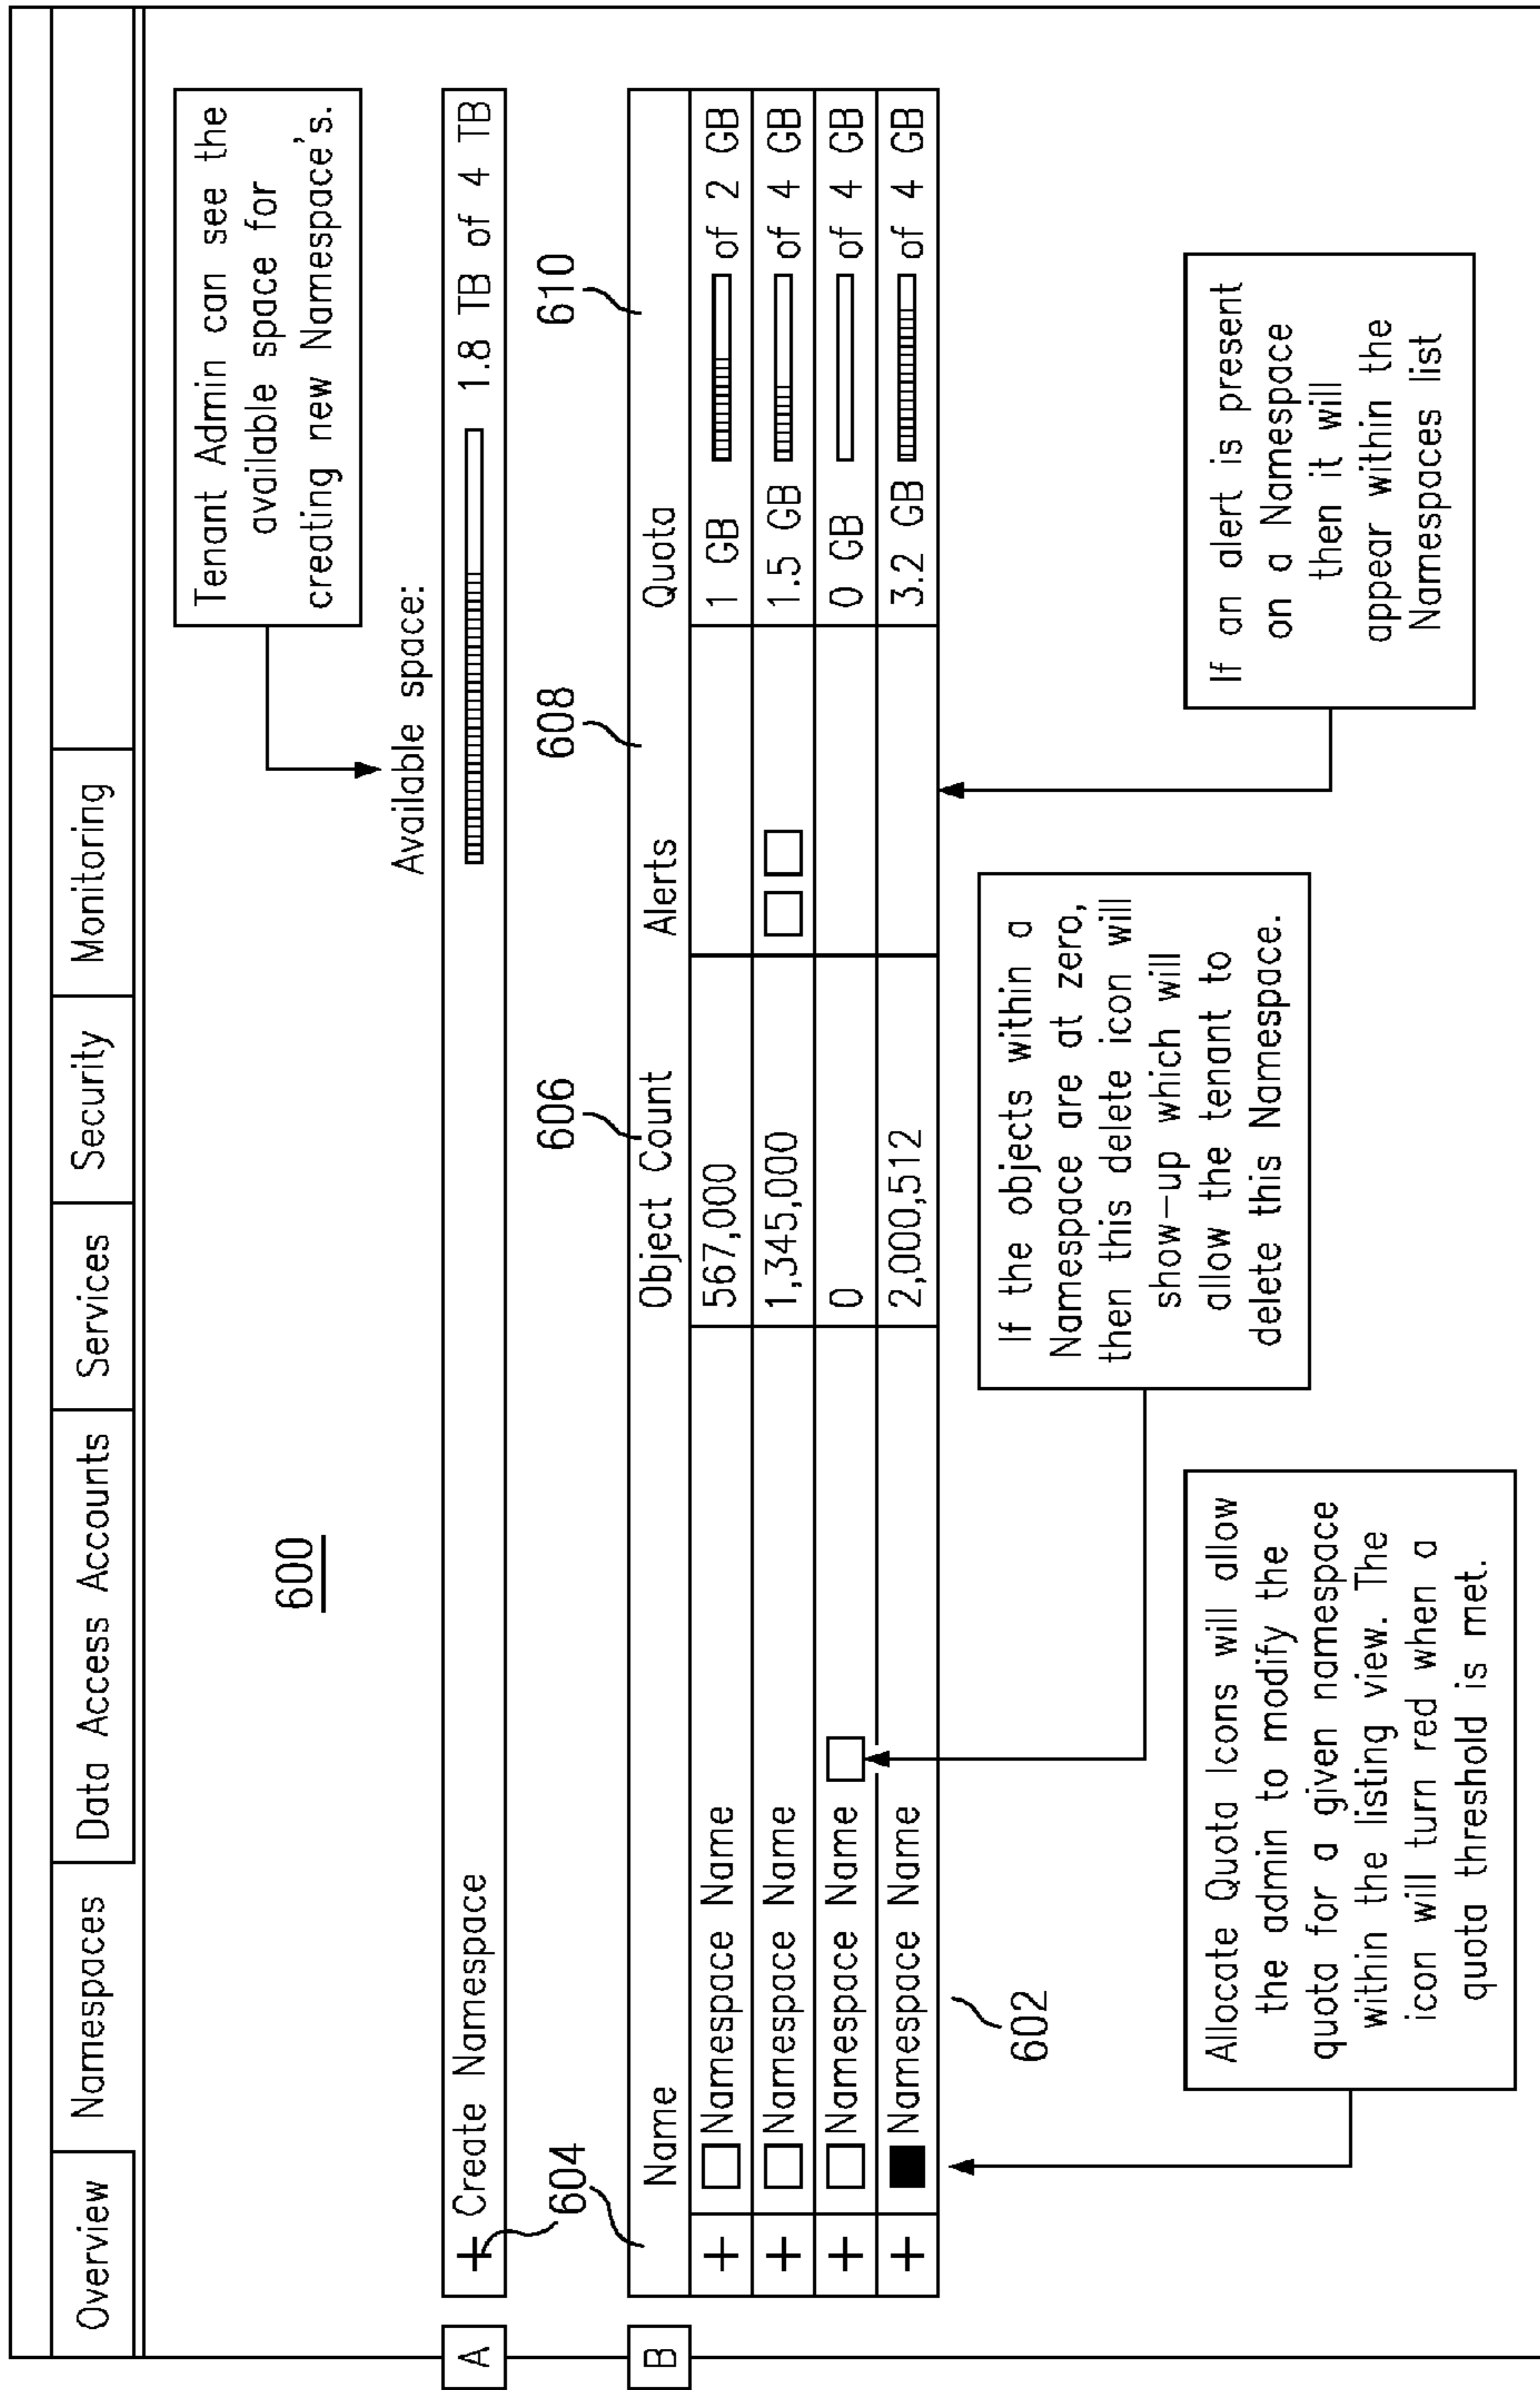 Overview Namespaces Data Access Accounts Services Security Monitoring
600
Tenant Admin can see the
available space for
creating new Namespace's.
Available space:
A + Create Namespace 1.8 TB of 4 TB
604 606 608 610
B Name Object Count Alerts Quota
+ Namespace Name 567,000 1 GB of 2 GB
+ Namespace Name 1,345,000 1.5 GB of 4 GB
+ Namespace Name 0 0 GB of 4 GB
+ Namespace Name 2,000,512 3.2 GB of 4 GB
602
Allocate Quota Icons will allow
the admin to modify the
quota for a given namespace
within the listing view. The
icon will turn red when a
quota threshold is met.
If the objects within a
Namespace are at zero,
then this delete icon will
show-up which will
allow the tenant to
delete this Namespace.
If an alert is present
on a Namespace
then it will
appear within the
Namespaces list